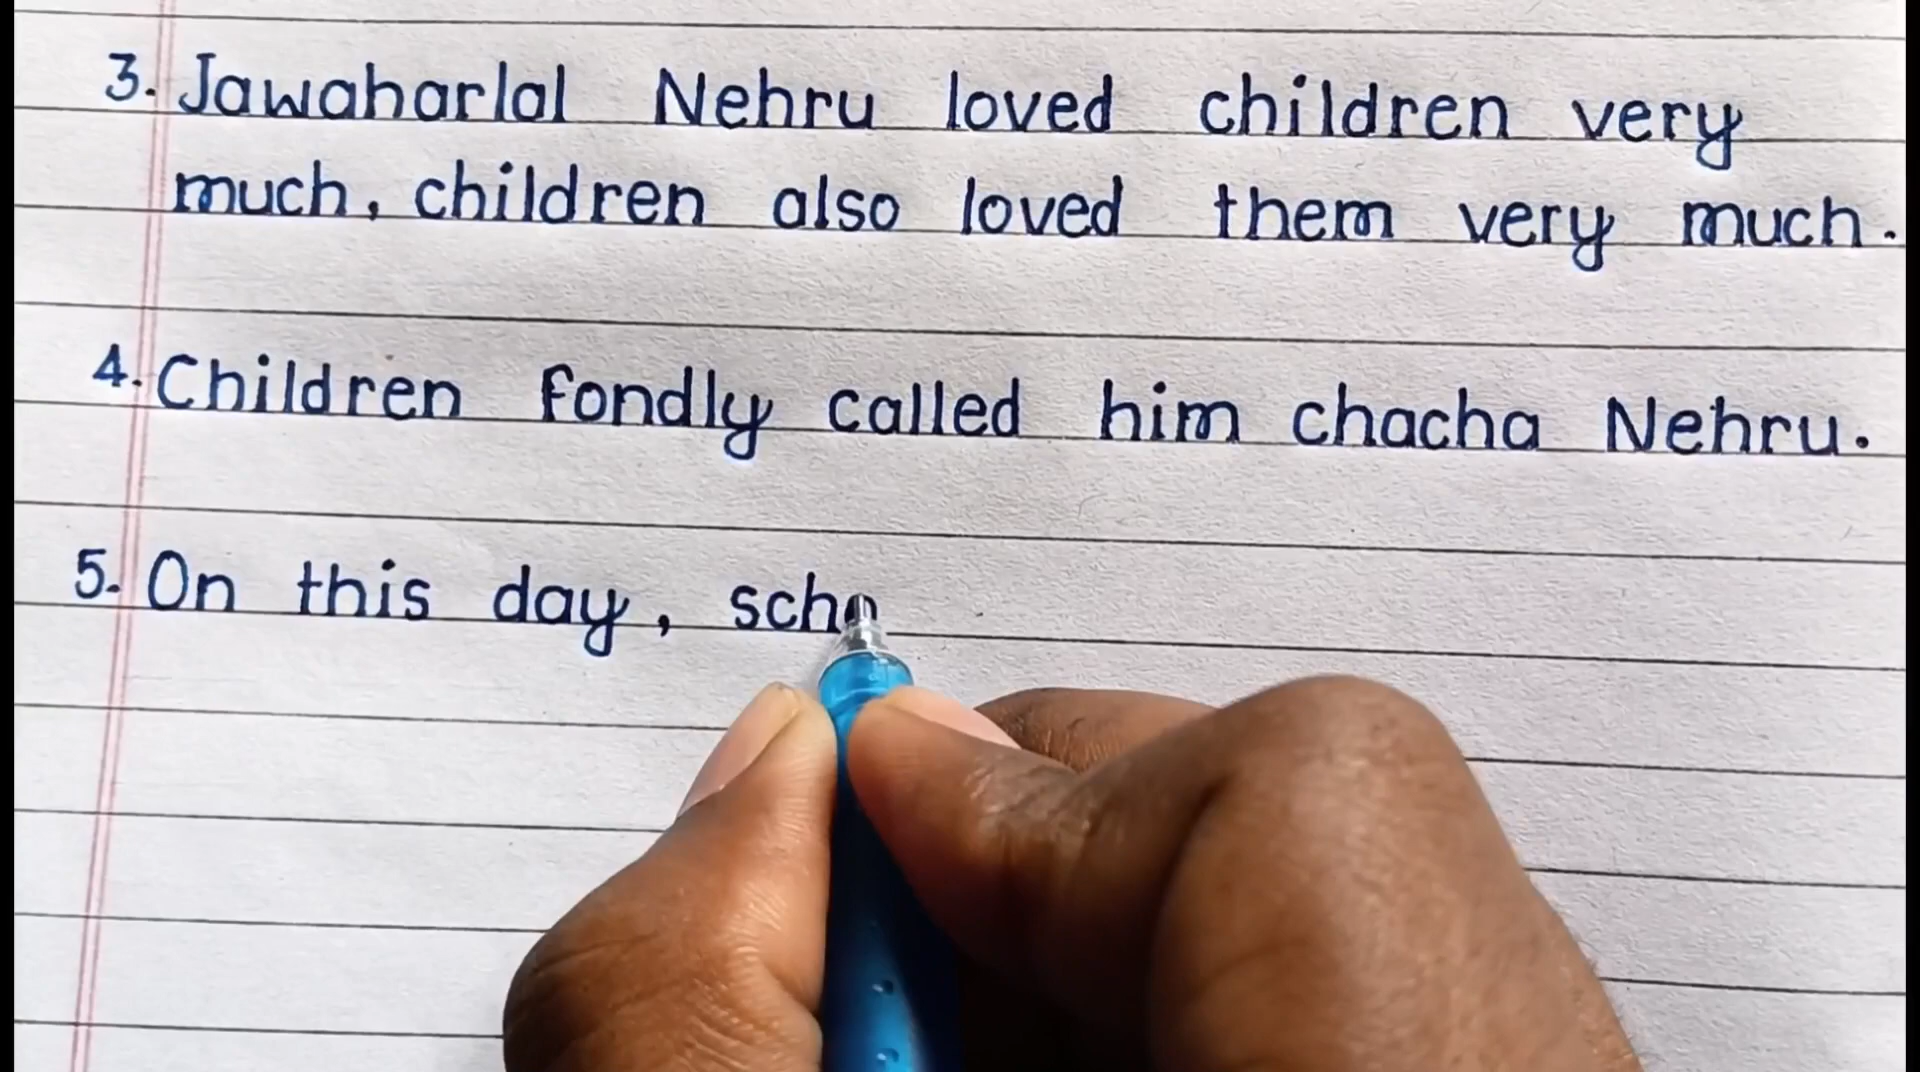 3. Jawaharlal Nehru loved children very
much, children also loved them very much.
4. Children fondly called him chacha Nehru.
5. On this day,